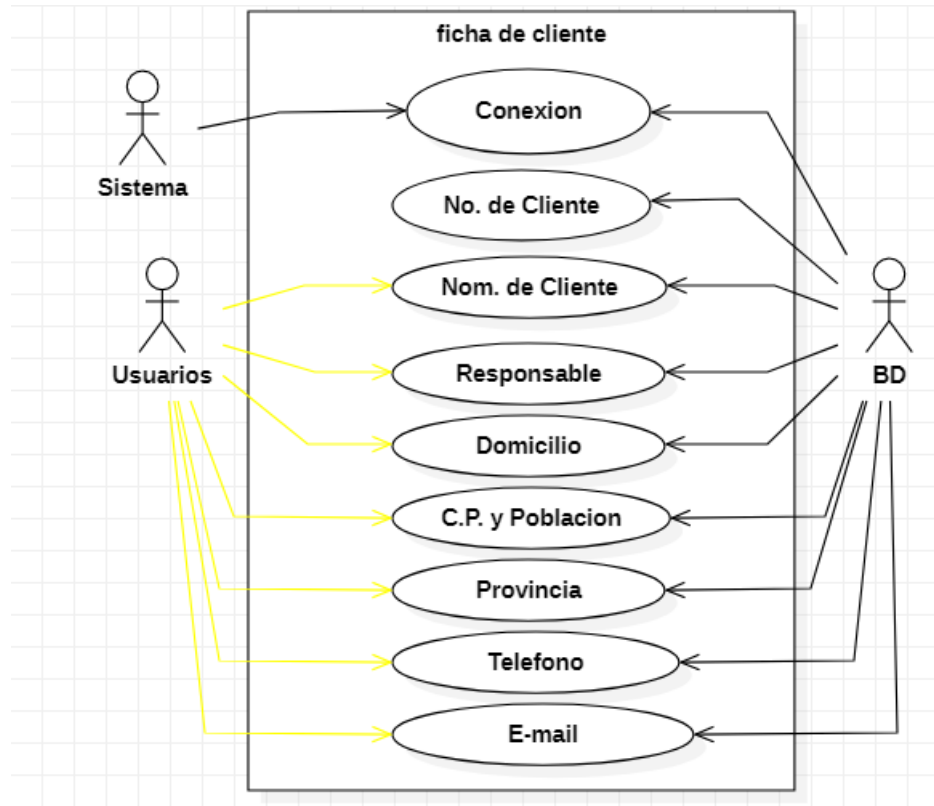 ficha de cliente
Conexion
Sistema
No. de Cliente
Nom. de Cliente
Usuarios
Responsable
BD
Domicilio
C.P. y Poblacion
Provincia
Telefono
E-mail